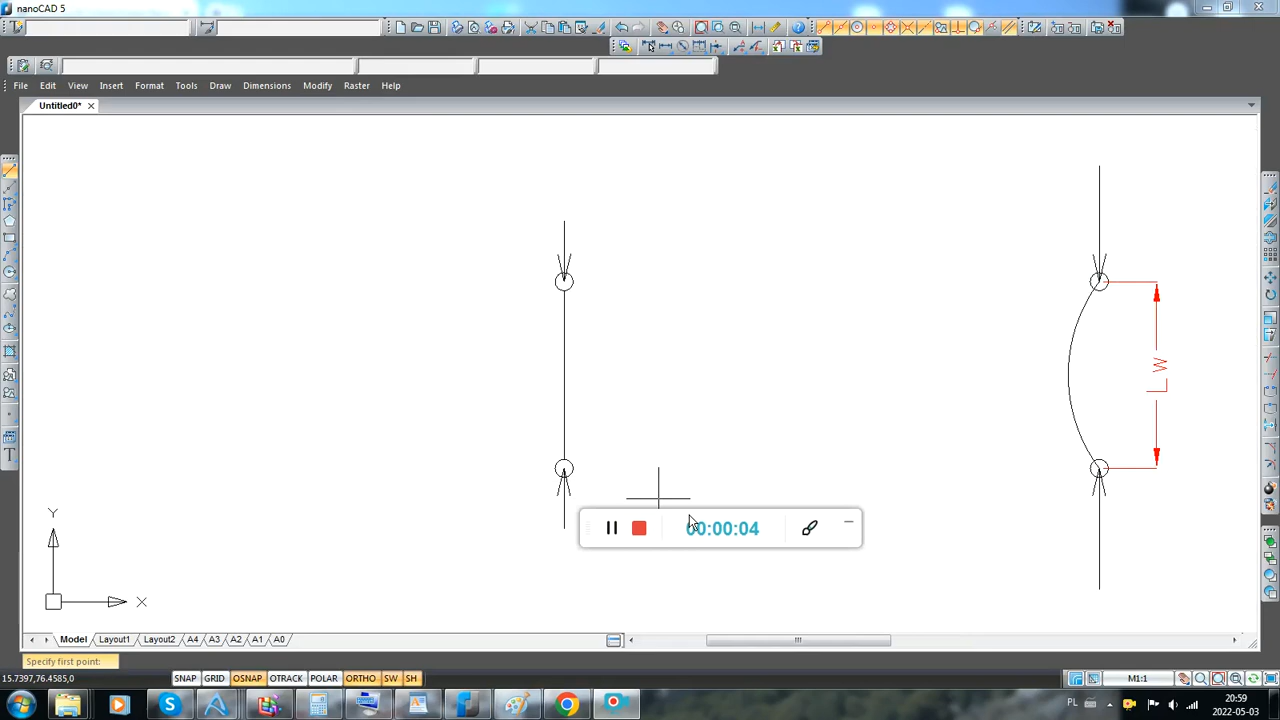 nanoCAD 5
File Edit View Insert Format Tools Draw Dimensions Modify Raster Help
Untitled0*
L W
00:00:04
Y
X
Model Layout1 Layout2 A4 A3 A2 A1 A0
Specify first point:
15.7397,76.4585,0 SNAP GRID OSNAP OTRACK POLAR ORTHO SW SH M1:1
PL 20:59
2022-05-03